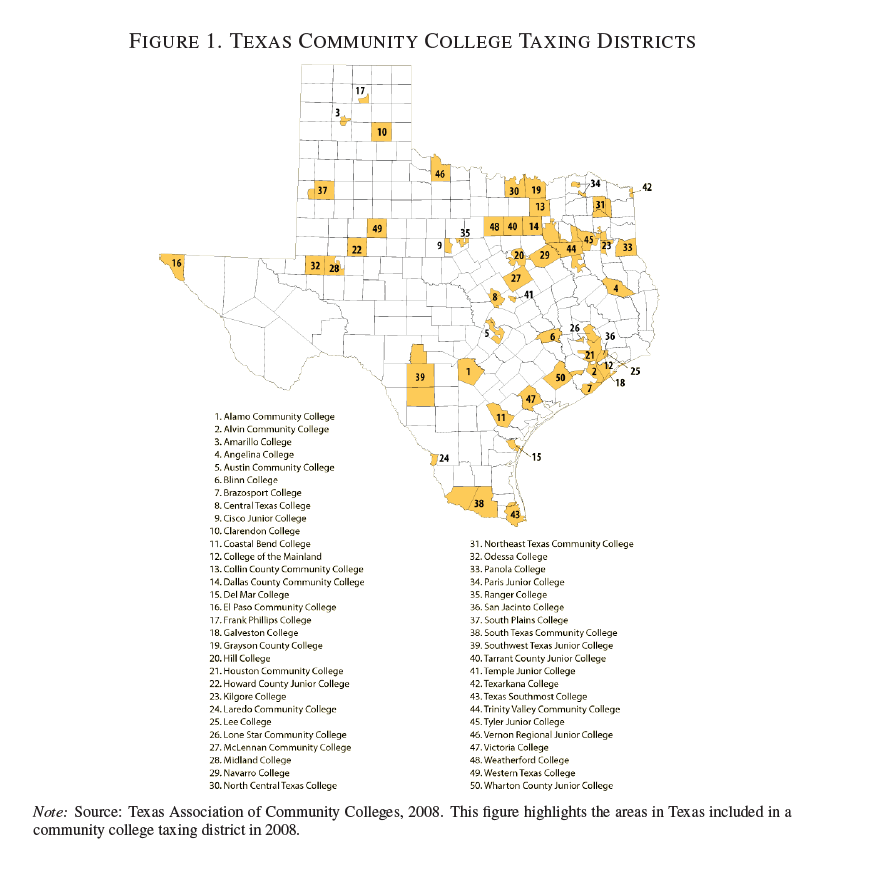 FIGURE 1. TEXAS COMMUNITY COLLEGE TAXING DISTRICTS
17
3
10
46
34
42
30
19
37
31
13
49
35
48
40
14
9
22
45
23
33
44
20
29
16
32
28
27
4
8
41
5
26
6
36
21
12
25
39
1
50
2
18
7
47
11
15
24
38
43
1. Alamo Community College
2. Alvin Community College
3. Amarillo College
4. Angelina College
5. Austin Community College
6. Blinn College
7. Brazosport College
8. Central Texas College
9. Cisco Junior College
10. Clarendon College
11. Coastal Bend College
12. College of the Mainland
13. Collin County Community College
14. Dallas County Community College
15. Del Mar College
16. El Paso Community College
17. Frank Phillips College
18. Galveston College
19. Grayson County College
20. Hill College
21. Houston Community College
22. Howard County Junior College
23. Kilgore College
24. Laredo Community College
25. Lee College
26. Lone Star Community College
27. McLennan Community College
28. Midland College
29. Navarro College
30. North Central Texas College
31. Northeast Texas Community College
32. Odessa College
33. Panola College
34. Paris Junior College
35. Ranger College
36. San Jacinto College
37. South Plains College
38. South Texas Community College
39. Southwest Texas Junior College
40. Tarrant County Junior College
41. Temple Junior College
42. Texarkana College
43. Texas Southmost College
44. Trinity Valley Community College
45. Tyler Junior College
46. Vernon Regional Junior College
47. Victoria College
48. Weatherford College
49. Western Texas College
50. Wharton County Junior College
Note: Source: Texas Association of Community Colleges, 2008. This figure highlights the areas in Texas included in a
community college taxing district in 2008.